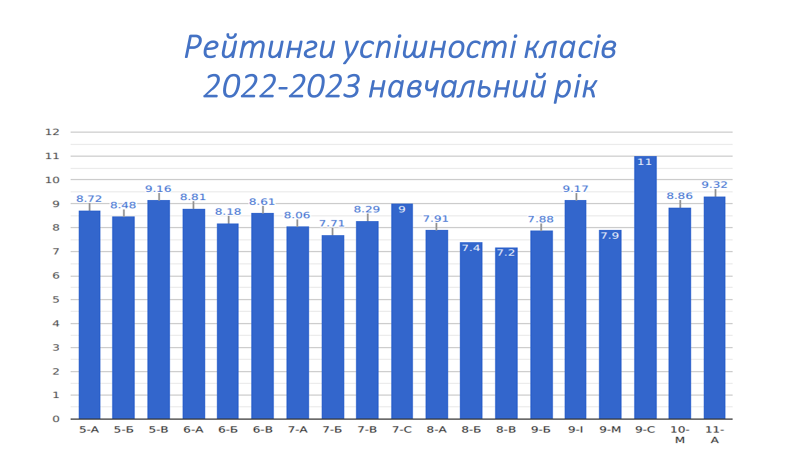 Рейтинги успішності класів
2022-2023 навчальний рік
12
11
10
9
8
7
6
5
4
3
2
1
0
8.72
8.48
9.16
8.81
8.18
8.61
8.06
7.71
8.29
9
7.91
7.4
7.2
7.88
9.17
7.9
11
8.86
9.32
5-А
5-Б
5-В
6-А
6-Б
6-В
7-А
7-Б
7-В
7-С
8-А
8-Б
8-В
9-Б
9-І
9-М
9-С
10-
М
11-
А